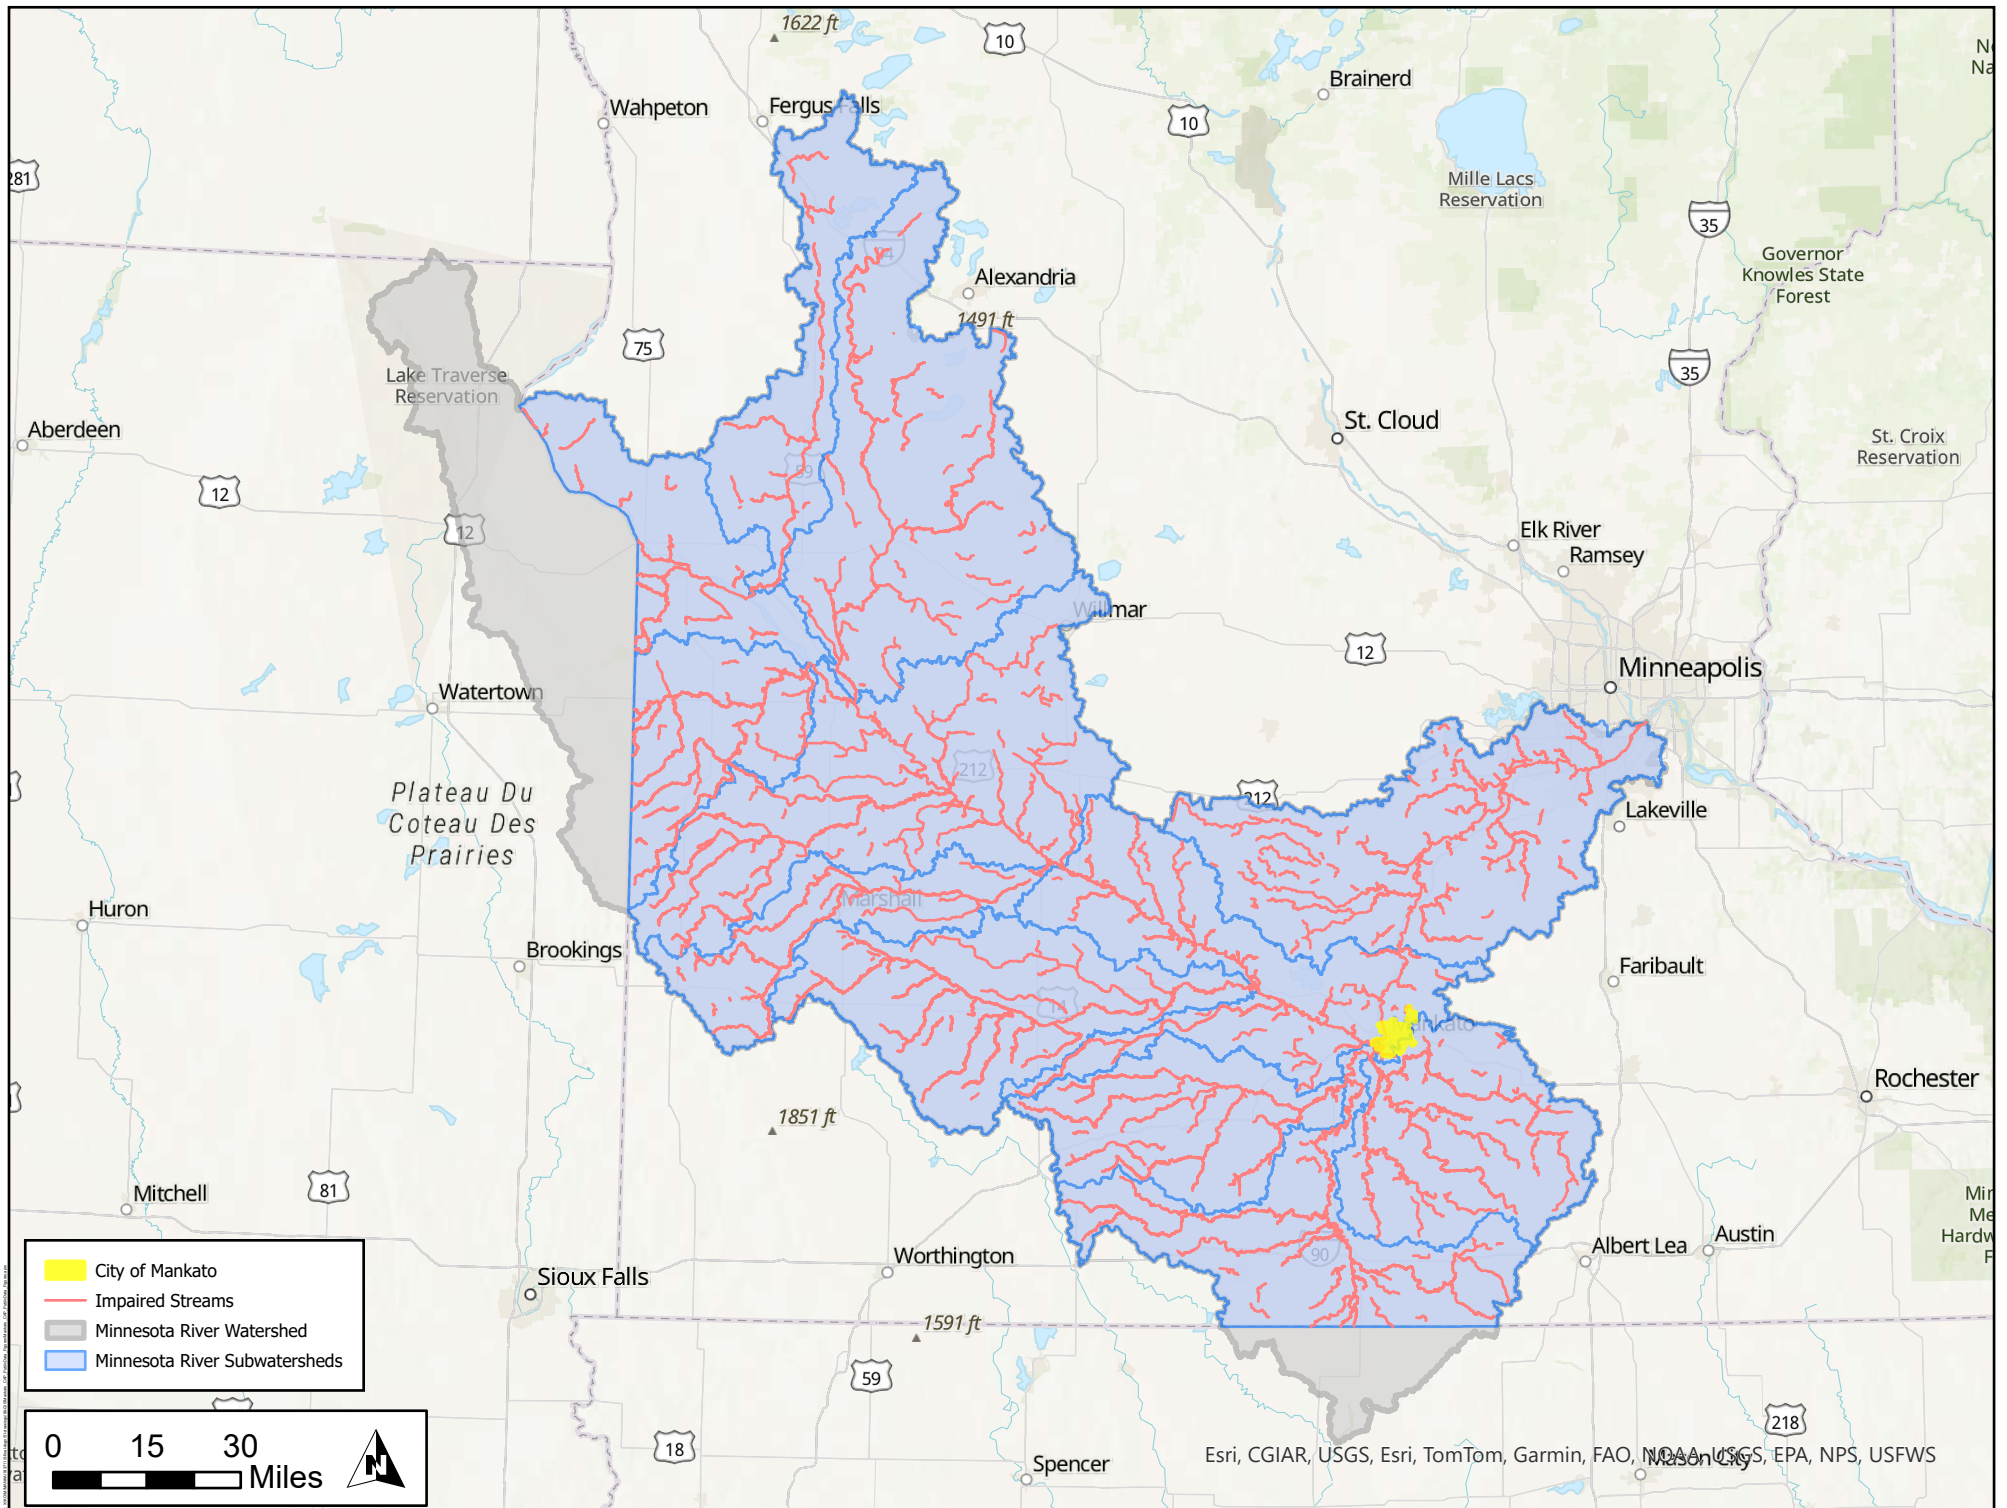 1622 ft
10
Brainerd
Wahpeton
Fergus Falls
10
281
Mille Lacs
Reservation
35
Governor
Knowles State
Forest
94
Alexandria
1491 ft
75
35
Lake Traverse
Reservation
St. Cloud
Aberdeen
St. Croix
Reservation
59
12
12
Elk River
Ramsey
Willmar
12
Minneapolis
Watertown
212
Plateau Du
Coteau Des
Prairies
212
Lakeville
Marshall
Huron
Brookings
Faribault
14
Mankato
Rochester
1851 ft
81
Mitchell
Austin
Albert Lea
90
Worthington
Sioux Falls
City of Mankato
Impaired Streams
Minnesota River Watershed
Minnesota River Subwatersheds
1591 ft
59
218
18
0 15 30
Miles
N
Spencer
Mason City
Esri, CGIAR, USGS, Esri, TomTom, Garmin, FAO, NOAA, USGS, EPA, NPS, USFWS